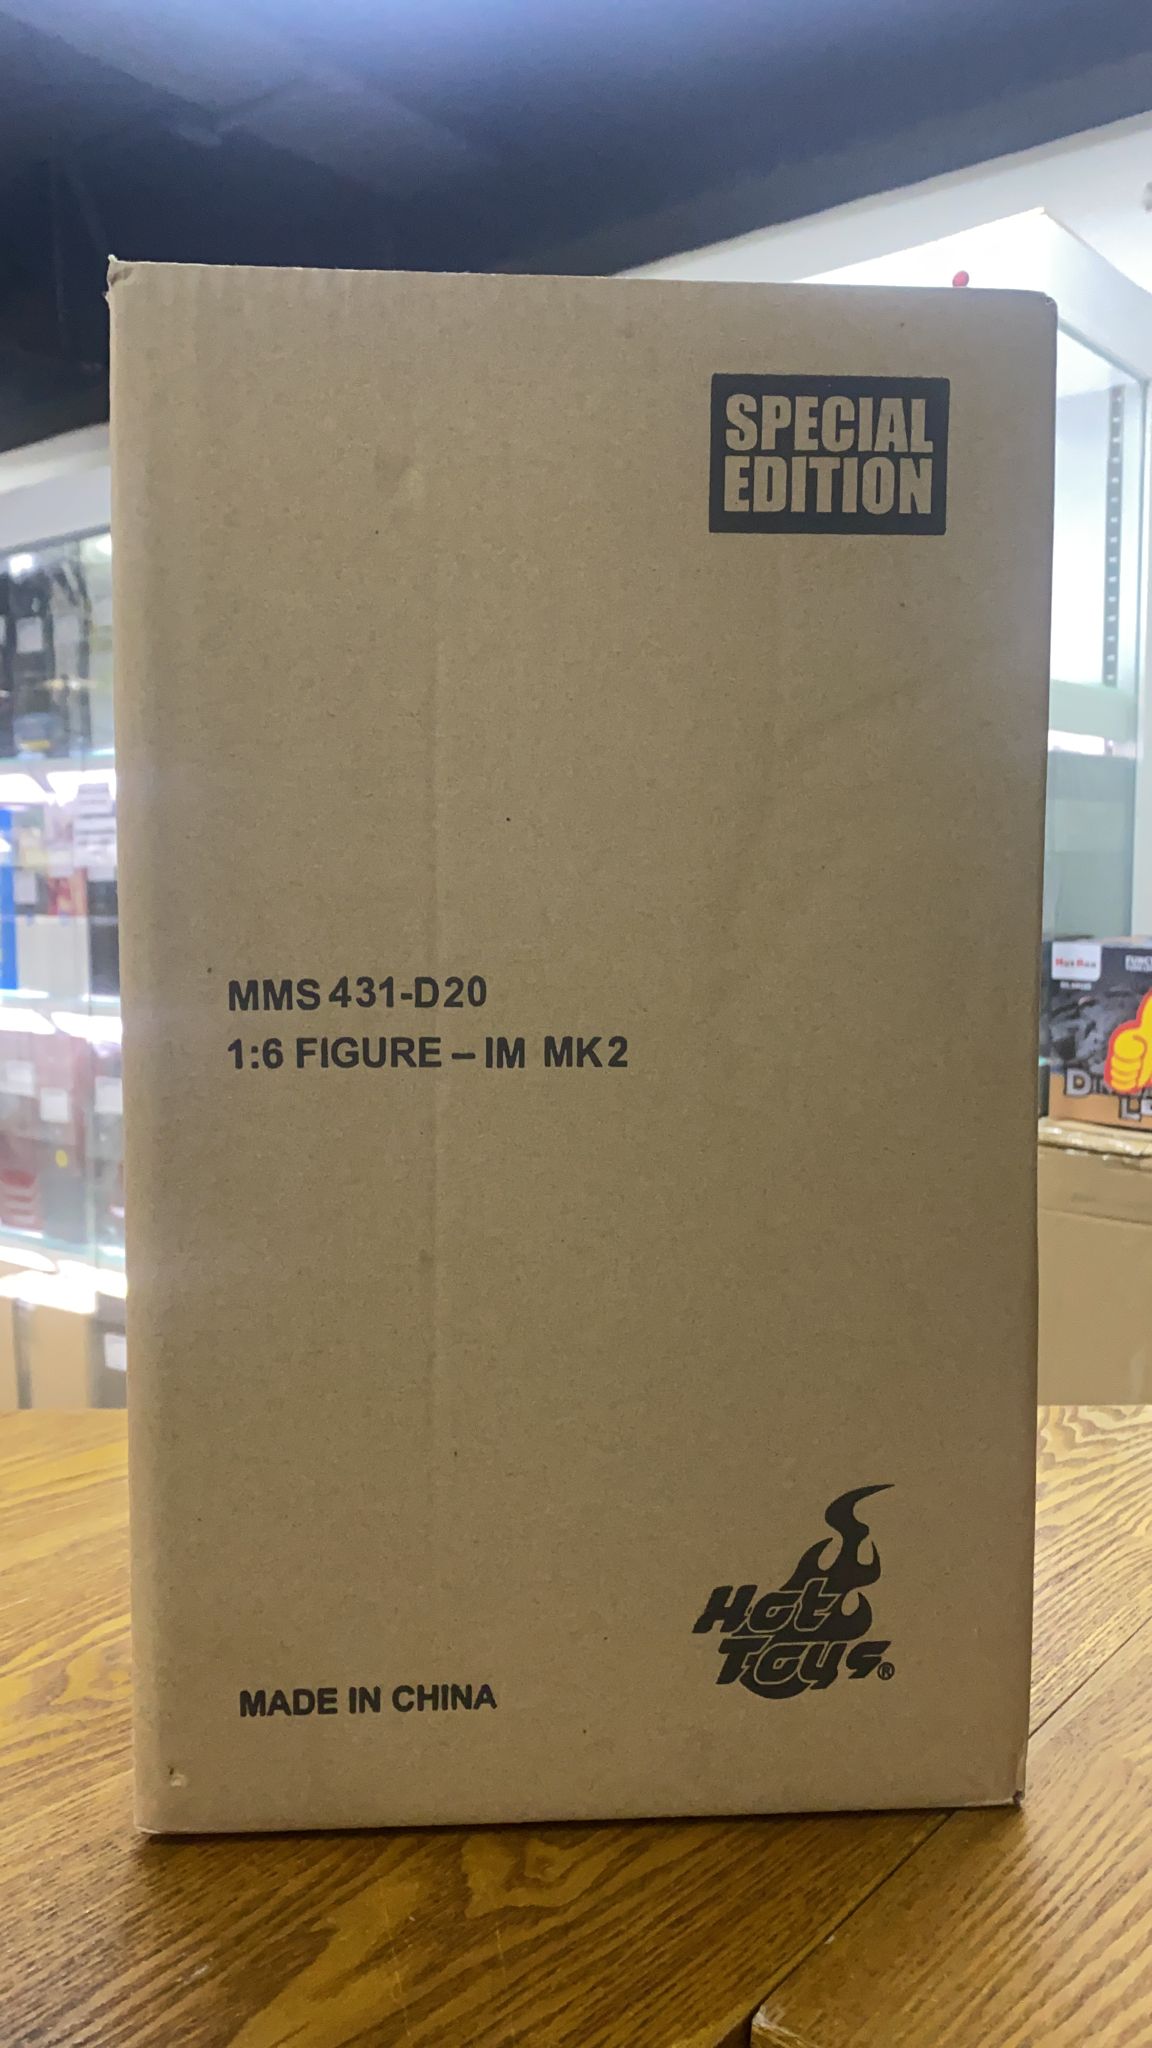 SPECIAL
EDITION
MMS 431-D20
1:6 FIGURE – IM MK2
Hot
Toys®
MADE IN CHINA